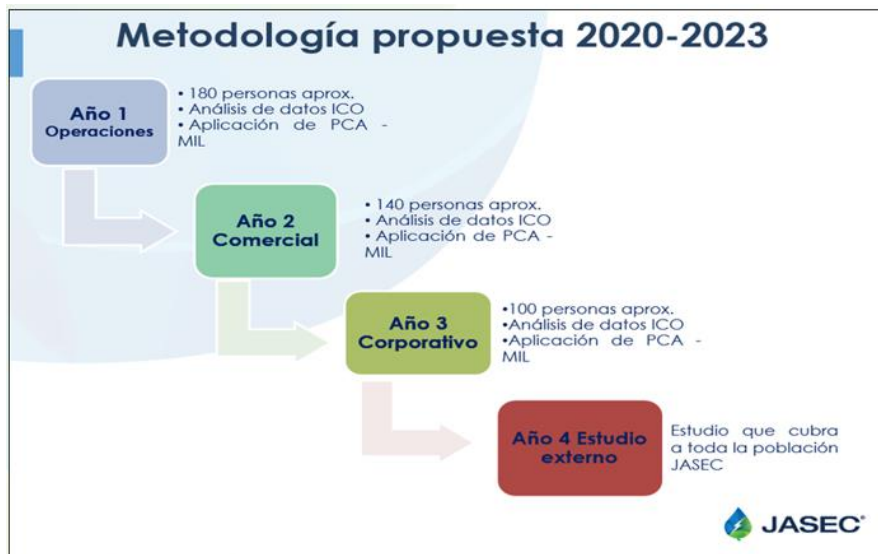 Metodología propuesta 2020-2023
Año 1
Operaciones
• 180 personas aprox.
• Análisis de datos ICO
• Aplicación de PCA -
MIL
Año 2
Comercial
• 140 personas aprox.
• Análisis de datos ICO
• Aplicación de PCA -
MIL
Año 3
Corporativo
•100 personas aprox.
•Análisis de datos ICO
•Aplicación de PCA -
MIL
Año 4 Estudio
externo
Estudio que cubra
a toda la población
JASEC
JASEC®